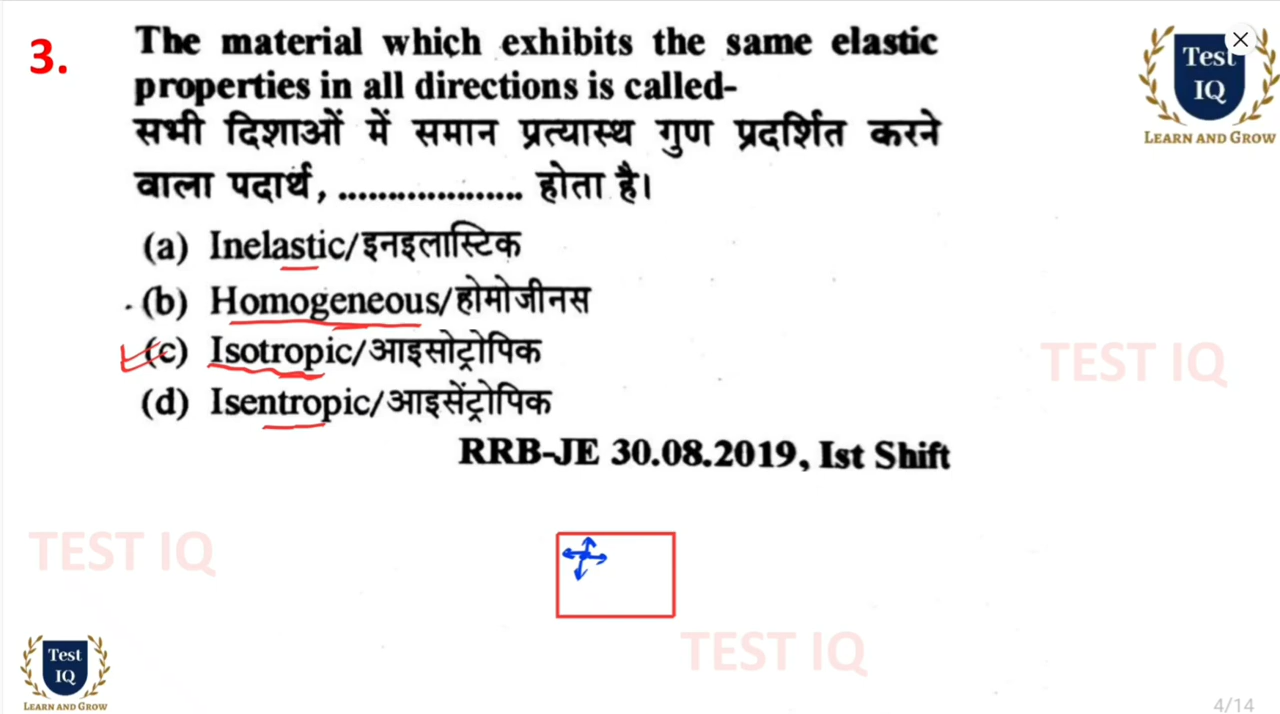 3.
The material which exhibits the same elastic
properties in all directions is called-
सभी दिशाओं में समान प्रत्यास्थ गुण प्रदर्शित करने
वाला पदार्थ, ................... होता है।
(a) Inelastic/इनइलास्टिक
(b) Homogeneous/होमोजीनस
(c) Isotropic/आइसोट्रोपिक
(d) Isentropic/आइसेंट्रोपिक
RRB-JE 30.08.2019, Ist Shift
Test
IQ
LEARN AND GROW
TEST IQ
TEST IQ
TEST IQ
Test
IQ
LEARN AND GROW
4/14